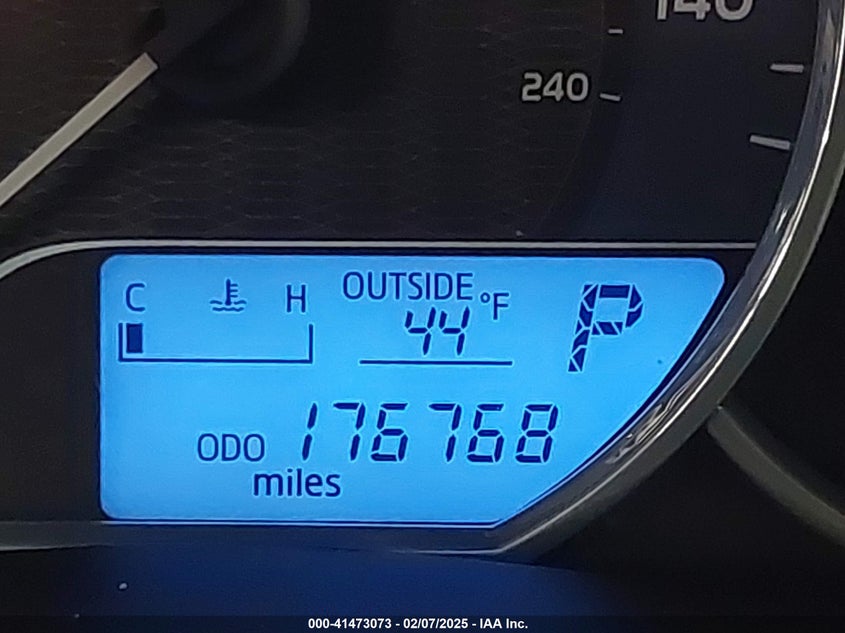 140
240
C H
OUTSIDE °F
44
P
ODO 176768
miles
000-41473073 - 02/07/2025 - IAA Inc.